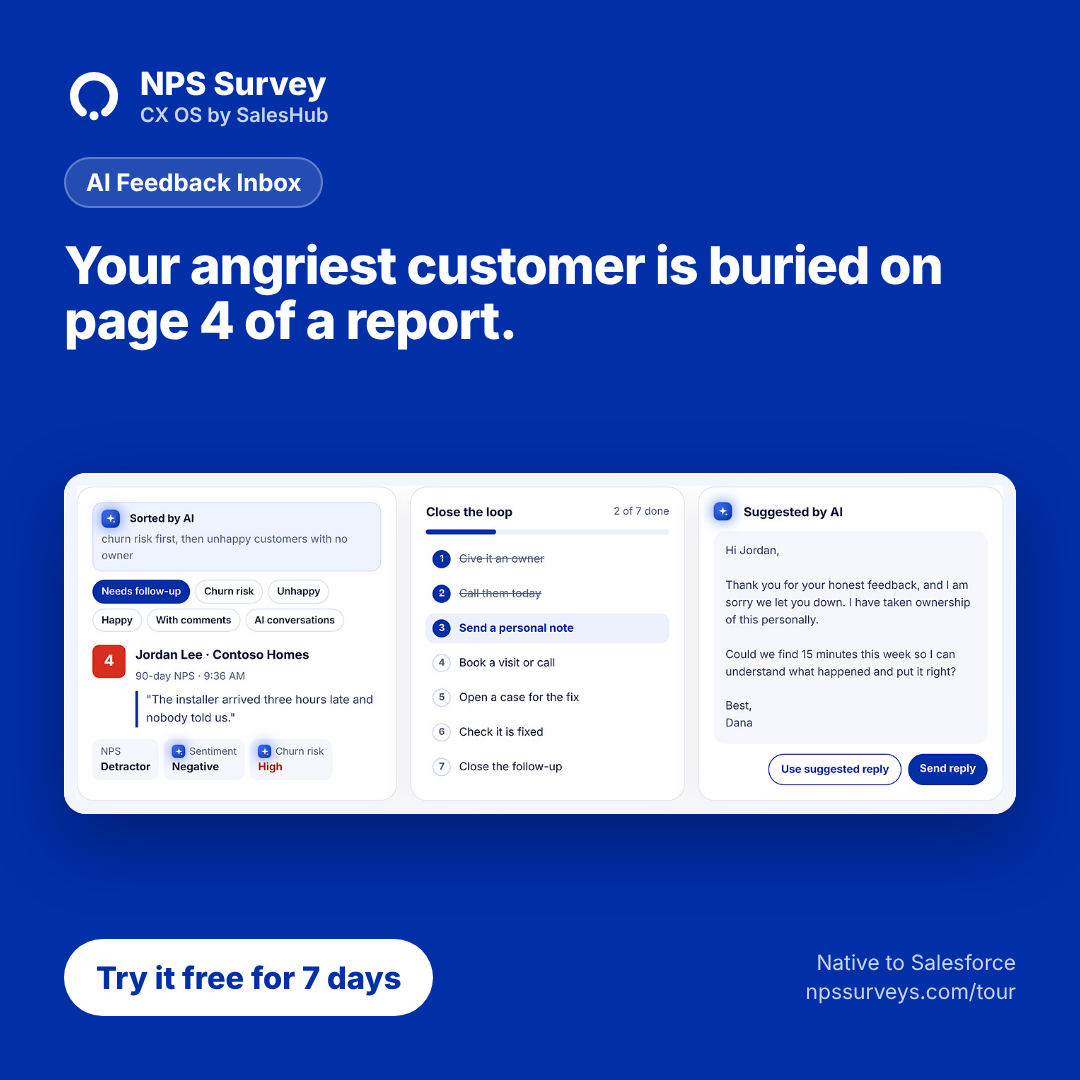 NPS Survey
CX OS by SalesHub
AI Feedback Inbox
Your angriest customer is buried on
page 4 of a report.
Sorted by AI
churn risk first, then unhappy customers with no
owner
Needs follow-up
Churn risk
Unhappy
Happy
With comments
AI conversations
4
Jordan Lee · Contoso Homes
90-day NPS · 9:36 AM
"The installer arrived three hours late and
nobody told us."
NPS
Detractor
Sentiment
Negative
Churn risk
High
Close the loop
2 of 7 done
1 Give it an owner
2 Call them today
3 Send a personal note
4 Book a visit or call
5 Open a case for the fix
6 Check it is fixed
7 Close the follow-up
Suggested by AI
Hi Jordan,
Thank you for your honest feedback, and I am
sorry we let you down. I have taken ownership
of this personally.
Could we find 15 minutes this week so I can
understand what happened and put it right?
Best,
Dana
Use suggested reply
Send reply
Try it free for 7 days
Native to Salesforce
npssurveys.com/tour